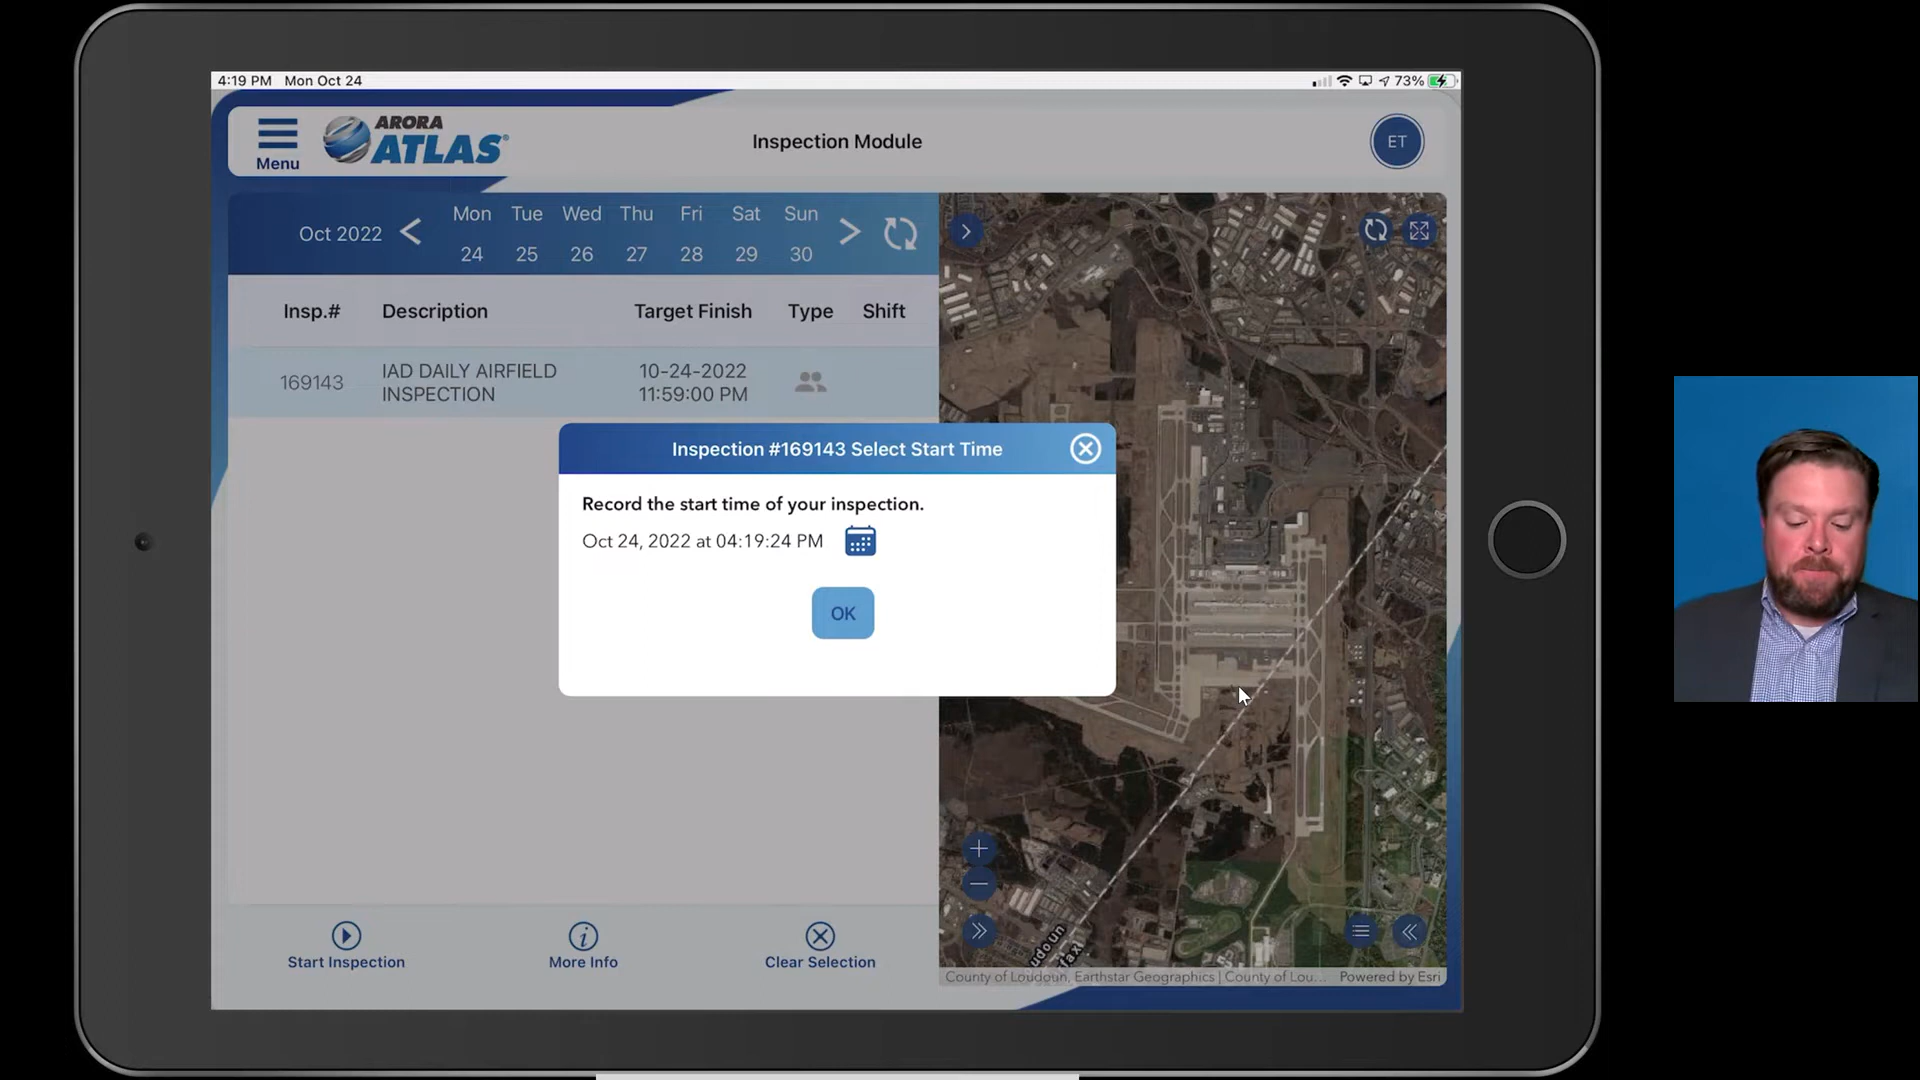 4:19 PM Mon Oct 24
73%
Menu
ARORA
ATLAS®
Inspection Module
ET
Oct 2022
Mon Tue Wed Thu Fri Sat Sun
24 25 26 27 28 29 30
Insp.# Description Target Finish Type Shift
169143
IAD DAILY AIRFIELD
INSPECTION
10-24-2022
11:59:00 PM
Inspection #169143 Select Start Time
Record the start time of your inspection.
Oct 24, 2022 at 04:19:24 PM
OK
Start Inspection
More Info
Clear Selection
oudoun
fax
County of Loudoun, Earthstar Geographics | County of Lou...
Powered by Esri